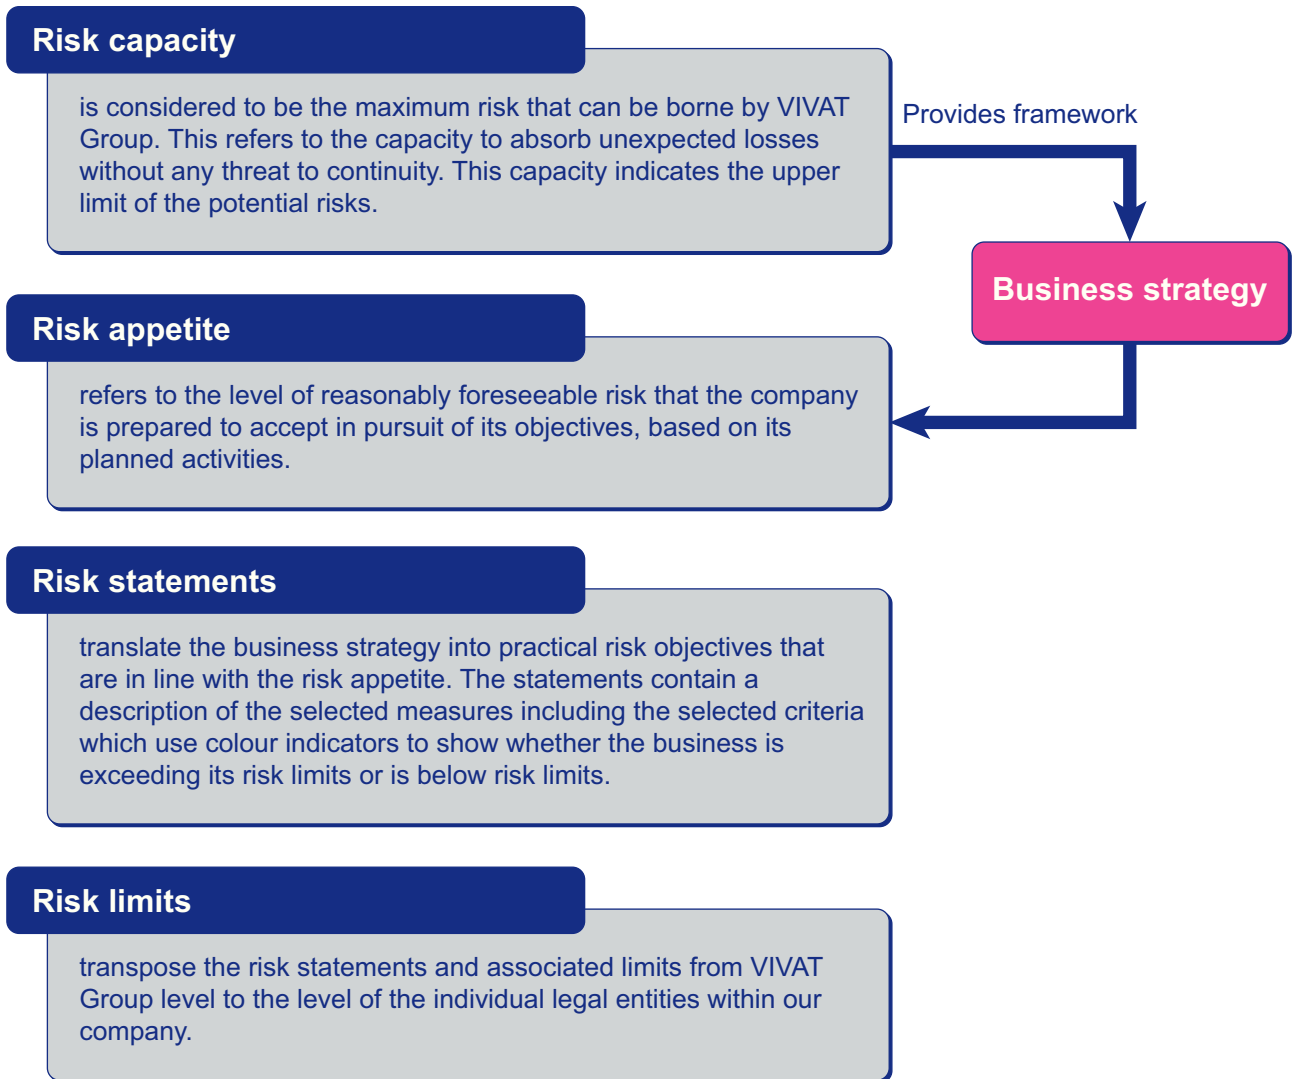 Risk capacity
is considered to be the maximum risk that can be borne by VIVAT
Group. This refers to the capacity to absorb unexpected losses
without any threat to continuity. This capacity indicates the upper
limit of the potential risks.
Provides framework
Business strategy
Risk appetite
refers to the level of reasonably foreseeable risk that the company
is prepared to accept in pursuit of its objectives, based on its
planned activities.
Risk statements
translate the business strategy into practical risk objectives that
are in line with the risk appetite. The statements contain a
description of the selected measures including the selected criteria
which use colour indicators to show whether the business is
exceeding its risk limits or is below risk limits.
Risk limits
transpose the risk statements and associated limits from VIVAT
Group level to the level of the individual legal entities within our
company.